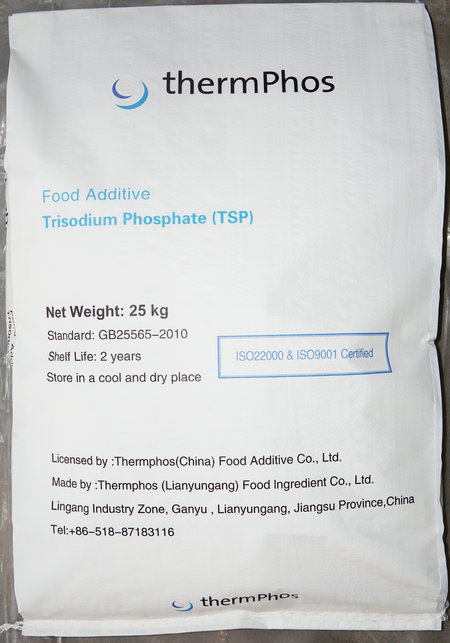 thermPhos
Food Additive
Trisodium Phosphate (TSP)
Net Weight: 25 kg
Standard: GB25565-2010
Shelf Life: 2 years
Store in a cool and dry place
ISO22000 & ISO9001 Certified
Licensed by :Thermphos(China) Food Additive Co., Ltd.
Made by :Thermphos (Lianyungang) Food Ingredient Co., Ltd.
Lingang Industry Zone, Ganyu , Lianyungang, Jiangsu Province,China
Tel:+86-518-87183116
thermPhos